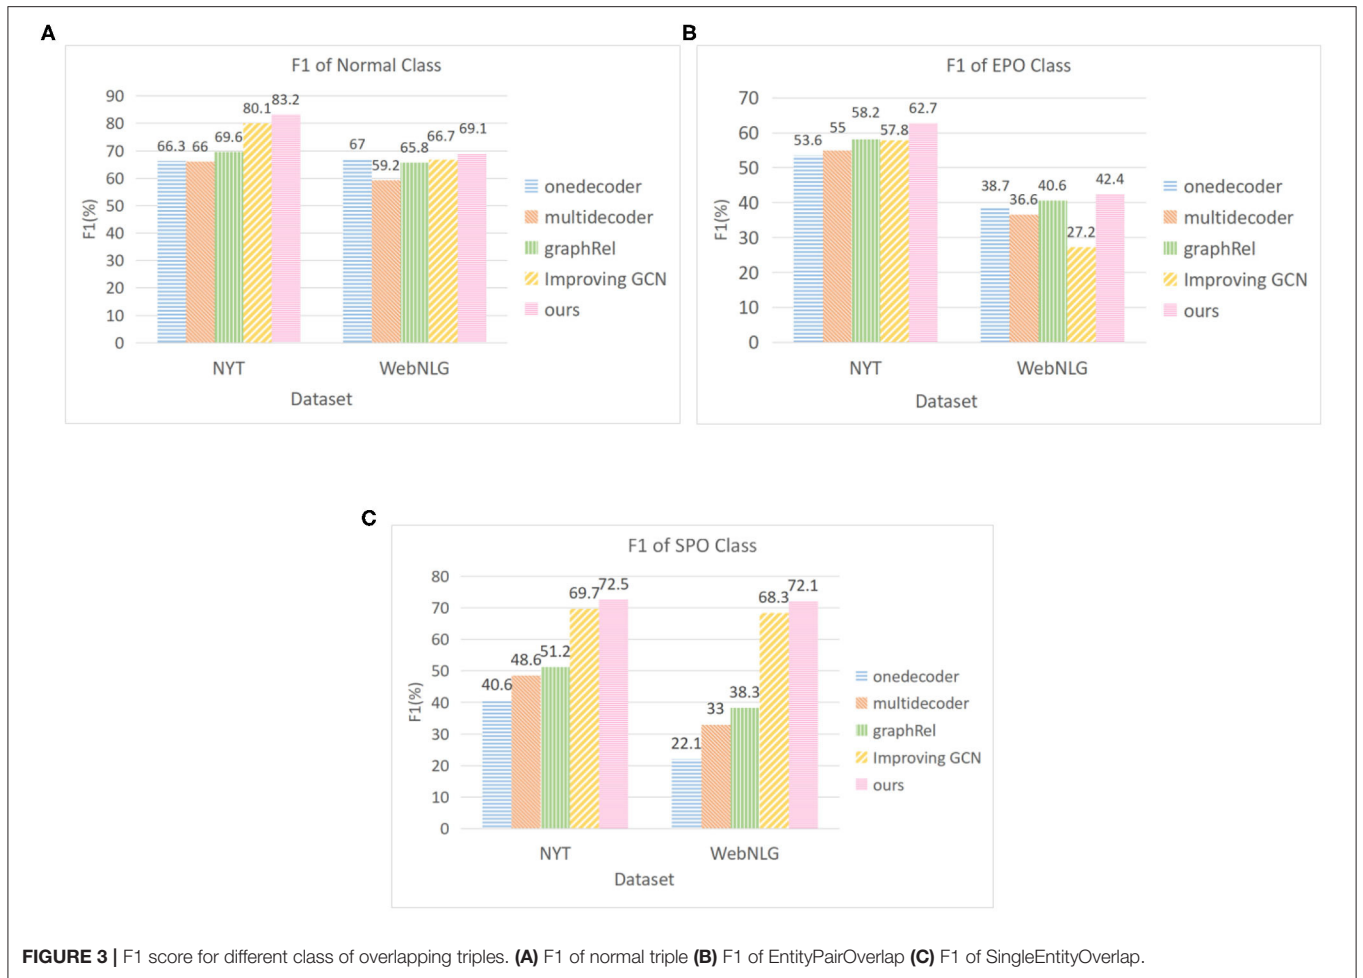 A
F1 of Normal Class
F1(%)
90
80
70
60
50
40
30
20
10
0
66.3 66 69.6 80.1 83.2
67 59.2 65.8 66.7 69.1
NYT WebNLG
Dataset
onedecoder
multidecoder
graphRel
Improving GCN
ours
B
F1 of EPO Class
F1(%)
70
60
50
40
30
20
10
0
53.6 55 58.2 57.8 62.7
38.7 36.6 40.6 27.2 42.4
NYT WebNLG
Dataset
onedecoder
multidecoder
graphRel
Improving GCN
ours
C
F1 of SPO Class
F1(%)
80
70
60
50
40
30
20
10
0
40.6 48.6 51.2 69.7 72.5
22.1 33 38.3 68.3 72.1
NYT WebNLG
Dataset
onedecoder
multidecoder
graphRel
Improving GCN
ours
FIGURE 3 | F1 score for different class of overlapping triples. (A) F1 of normal triple (B) F1 of EntityPairOverlap (C) F1 of SingleEntityOverlap.